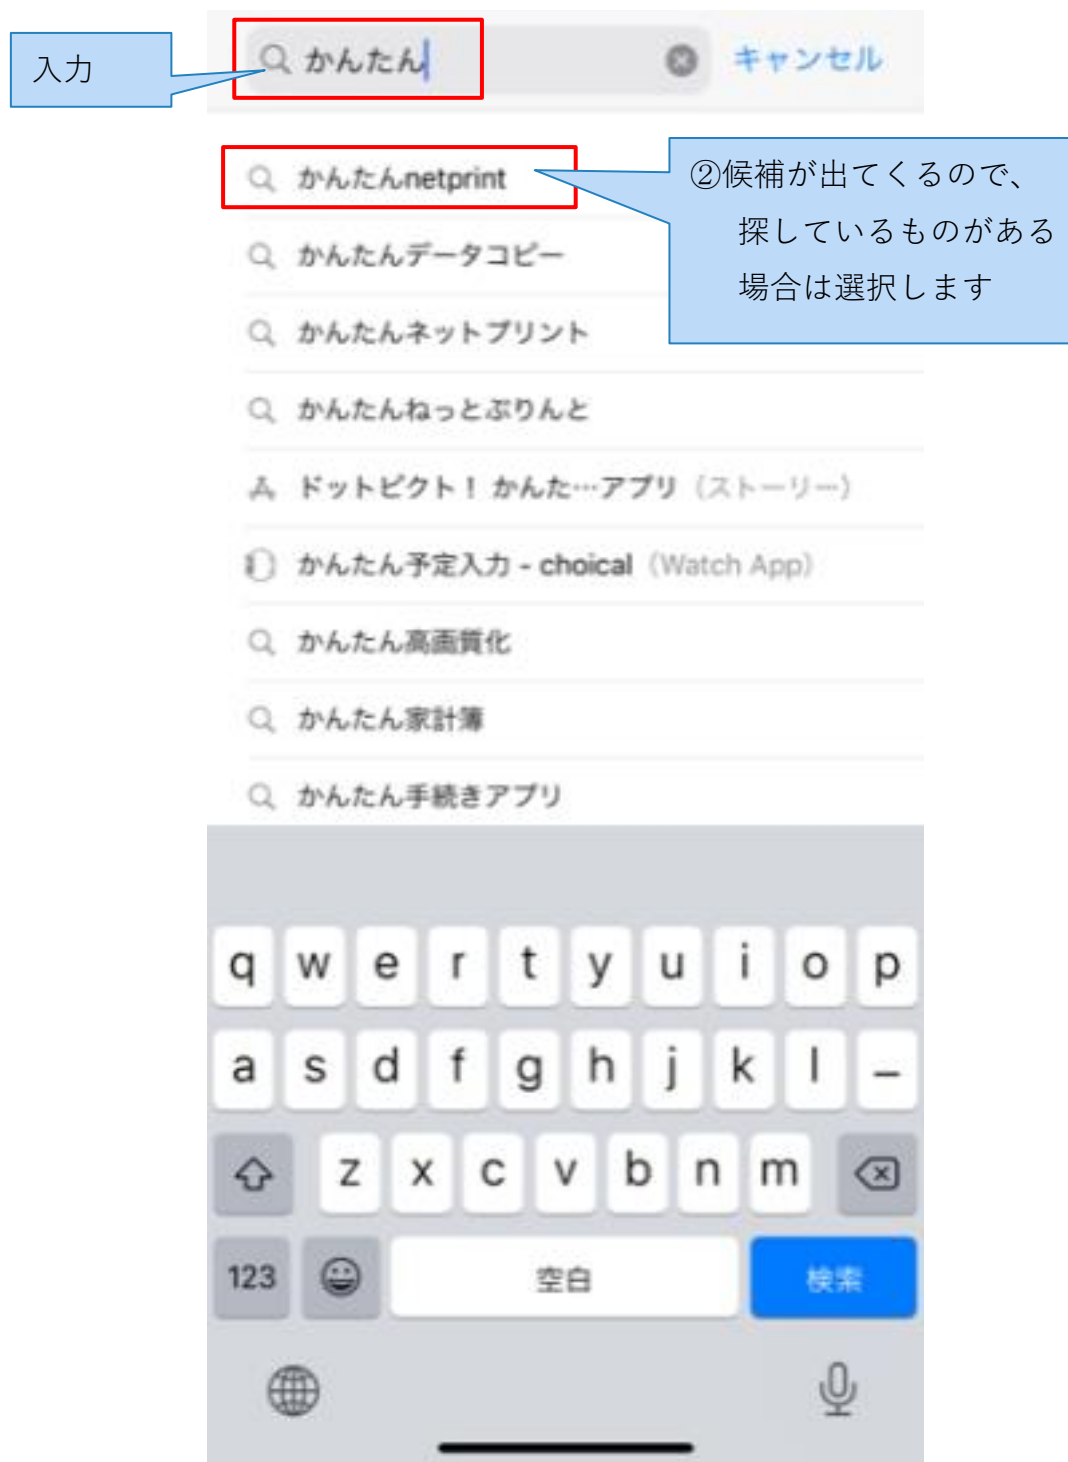 入力
かんたん
キャンセル
かんたんnetprint
②候補が出てくるので、
探しているものがある
場合は選択します
かんたんデータコピー
かんたんネットプリント
かんたんねっとぷりんと
ドットピクト！ かんた…アプリ（ストーリー）
かんたん予定入力 - choical（Watch App）
かんたん高画質化
かんたん家計簿
かんたん手続きアプリ
q w e r t y u i o p
a s d f g h j k l ー
z x c v b n m
123 空白 検索